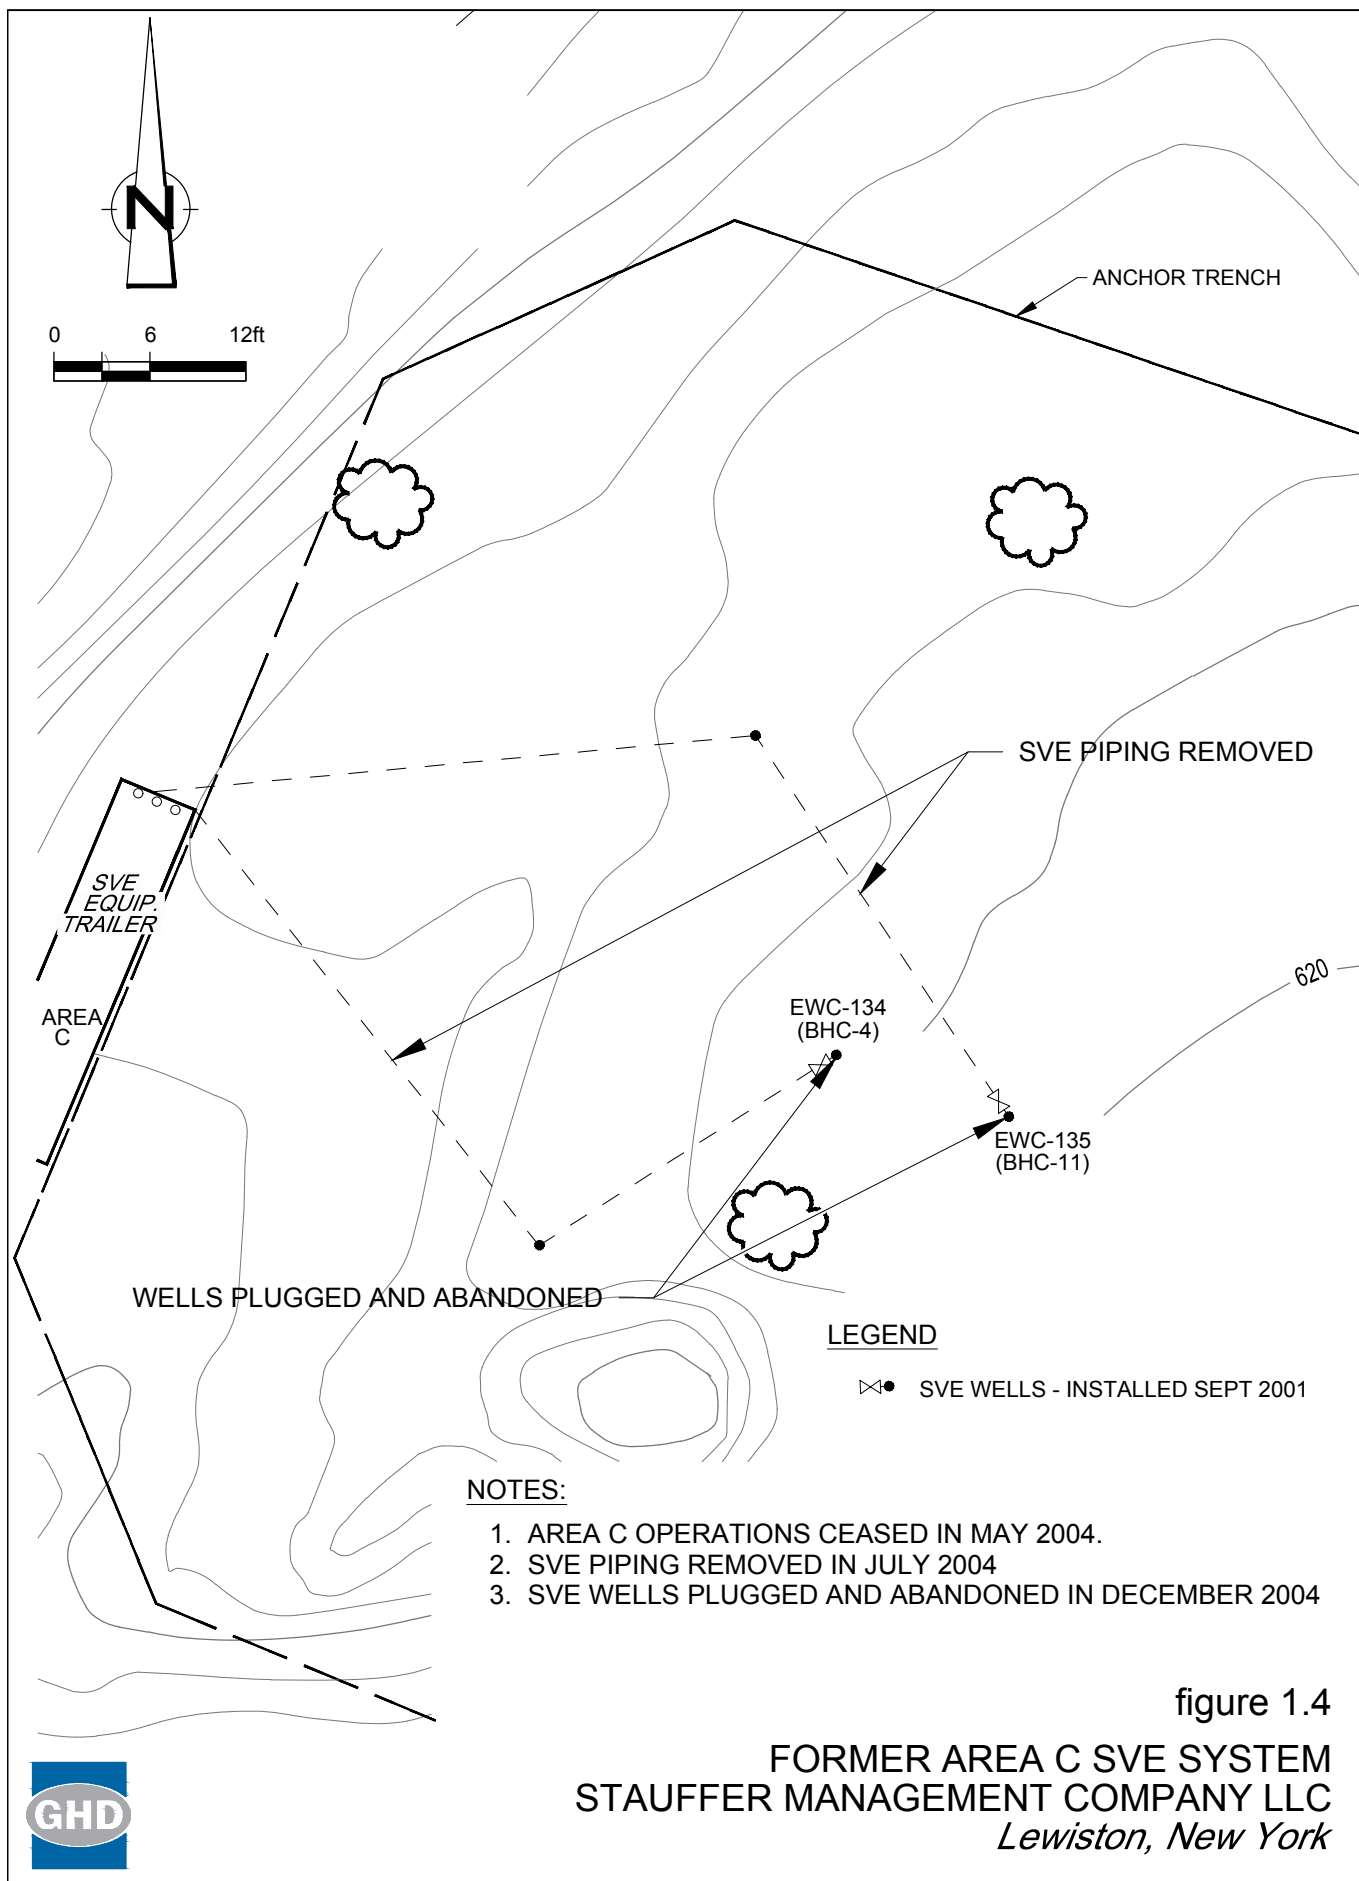 N
0 6 12ft
ANCHOR TRENCH
SVE PIPING REMOVED
SVE
EQUIP.
TRAILER
AREA
C
620
EWC-134
(BHC-4)
EWC-135
(BHC-11)
WELLS PLUGGED AND ABANDONED
LEGEND
SVE WELLS - INSTALLED SEPT 2001
NOTES:
1. AREA C OPERATIONS CEASED IN MAY 2004.
2. SVE PIPING REMOVED IN JULY 2004
3. SVE WELLS PLUGGED AND ABANDONED IN DECEMBER 2004
figure 1.4
FORMER AREA C SVE SYSTEM
STAUFFER MANAGEMENT COMPANY LLC
Lewiston, New York
GHD